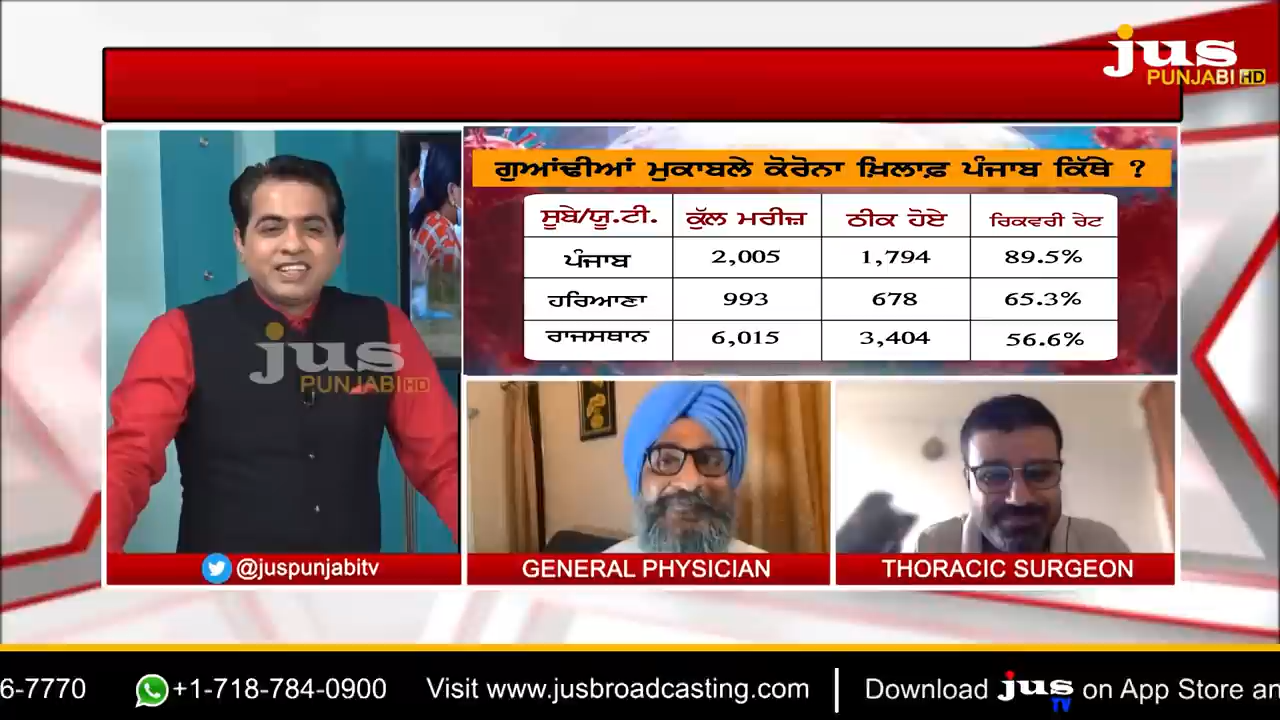 jus
PUNJABI HD
ਗੁਆਂਢੀਆਂ ਮੁਕਾਬਲੇ ਕੋਰੋਨਾ ਖ਼ਿਲਾਫ਼ ਪੰਜਾਬ ਕਿੱਥੇ ?
ਸੂਬੇ/ਯੂ.ਟੀ. ਕੁੱਲ ਮਰੀਜ਼ ਠੀਕ ਹੋਏ ਰਿਕਵਰੀ ਰੇਟ
ਪੰਜਾਬ 2,005 1,794 89.5%
ਹਰਿਆਣਾ 993 678 65.3%
ਰਾਜਸਥਾਨ 6,015 3,404 56.6%
jus
PUNJABI HD
@juspunjabitv
GENERAL PHYSICIAN
THORACIC SURGEON
6-7770 +1-718-784-0900 Visit www.jusbroadcasting.com | Download jus TV on App Store an